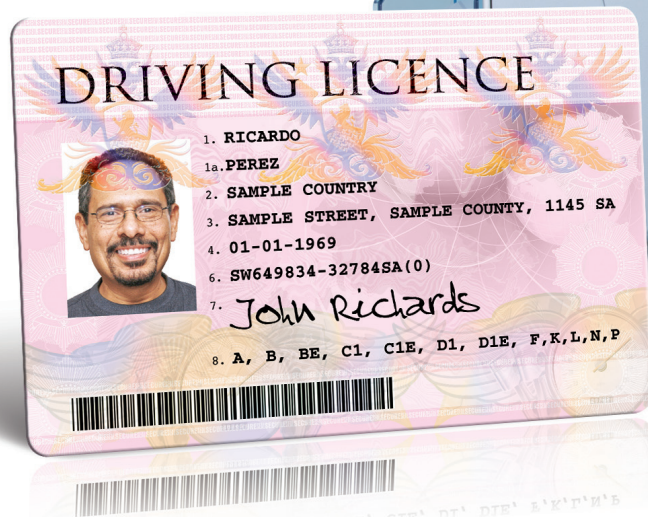 DRIVING LICENCE
1. RICARDO
1a. PEREZ
2. SAMPLE COUNTRY
3. SAMPLE STREET, SAMPLE COUNTY, 1145 SA
4. 01-01-1969
6. SW649834-32784SA(0)
7. John Richards
8. A, B, BE, C1, C1E, D1, D1E, F,K,L,N,P